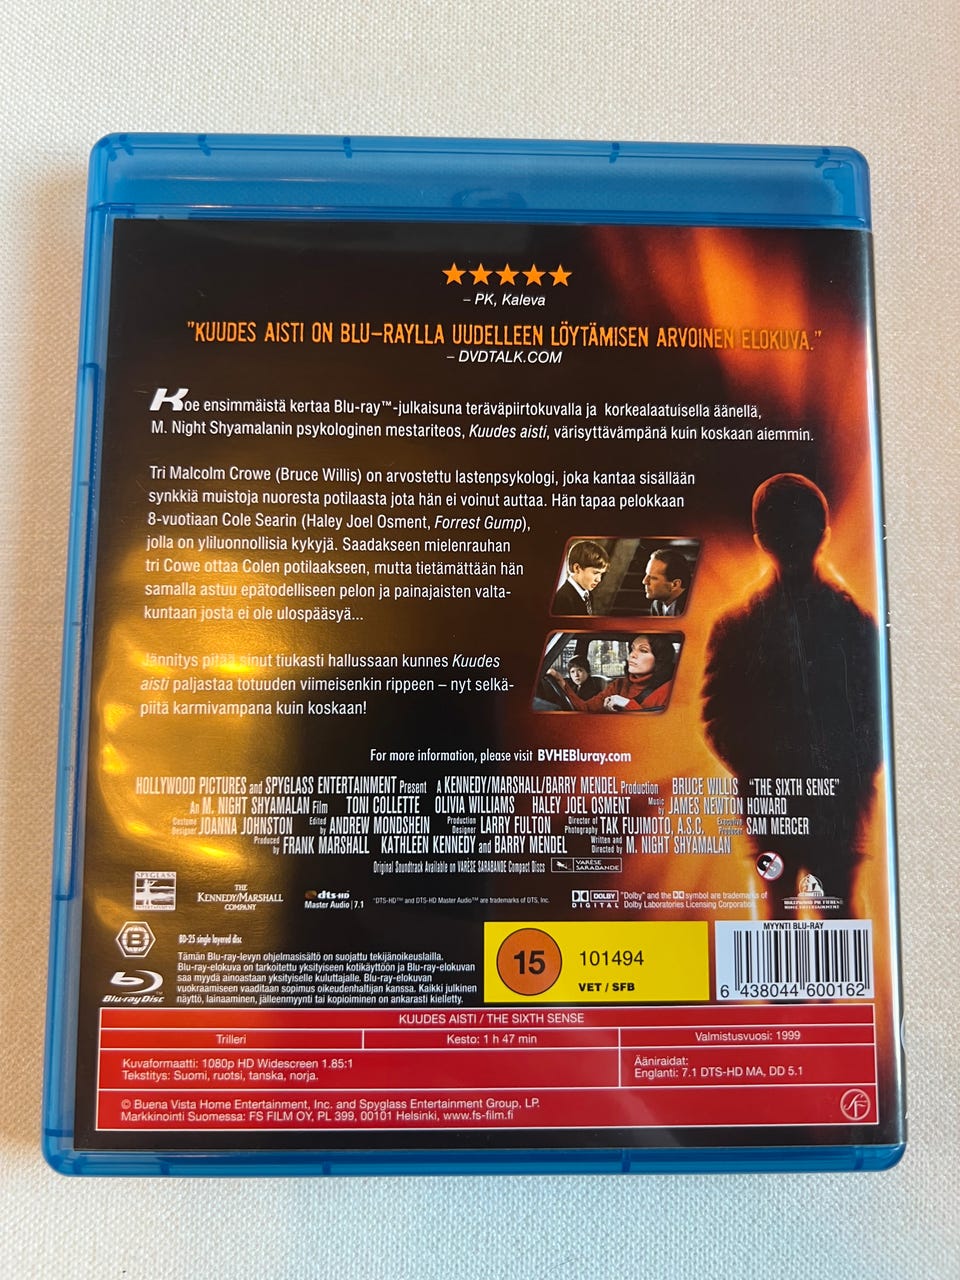 ★★★★★
– PK, Kaleva
"KUUDES AISTI ON BLU-RAYLLA UUDELLEEN LÖYTÄMISEN ARVOINEN ELOKUVA."
– DVDTALK.COM
Koe ensimmäistä kertaa Blu-ray™-julkaisuna teräväpiirtokuvalla ja korkealaatuisella äänellä,
M. Night Shyamalanin psykologinen mestariteos, Kuudes aisti, värisyttävämpänä kuin koskaan aiemmin.
Tri Malcolm Crowe (Bruce Willis) on arvostettu lastenpsykologi, joka kantaa sisällään
synkkiä muistoja nuoresta potilaasta jota hän ei voinut auttaa. Hän tapaa pelokkaan
8-vuotiaan Cole Searin (Haley Joel Osment, Forrest Gump),
jolla on yliluonnollisia kykyjä. Saadakseen mielenrauhan
tri Cowe ottaa Colen potilaakseen, mutta tietämättään hän
samalla astuu epätodelliseen pelon ja painajaisten valta-
kuntaan josta ei ole ulospääsyä...
Jännitys pitää sinut tiukasti hallussaan kunnes Kuudes
aisti paljastaa totuuden viimeisenkin rippeen – nyt selkä-
piitä karmivampana kuin koskaan!
For more information, please visit BVHEBluray.com
HOLLYWOOD PICTURES and SPYGLASS ENTERTAINMENT Present A KENNEDY/MARSHALL/BARRY MENDEL Production BRUCE WILLIS "THE SIXTH SENSE"
An M. NIGHT SHYAMALAN Film TONI COLLETTE OLIVIA WILLIAMS HALEY JOEL OSMENT Music by JAMES NEWTON HOWARD
Costume Designer JOANNA JOHNSTON Edited by ANDREW MONDSHEIN Production Designer LARRY FULTON Director of Photography TAK FUJIMOTO, A.S.C. Executive Producer SAM MERCER
Produced by FRANK MARSHALL KATHLEEN KENNEDY and BARRY MENDEL Written and Directed by M. NIGHT SHYAMALAN
Original Soundtrack Available on VARÈSE SARABANDE Compact Discs VARÈSE SARABANDE
SPYGLASS ENTERTAINMENT
THE KENNEDY/MARSHALL COMPANY
dts-HD Master Audio | 7.1
"DTS-HD™ and DTS-HD Master Audio™ are trademarks of DTS, Inc.
DOLBY DIGITAL
"Dolby" and the DD symbol are trademarks of
Dolby Laboratories Licensing Corporation
HOLLYWOOD PICTURES HOME ENTERTAINMENT
B
BD-25 single layered disc
Blu-ray Disc
Tämän Blu-ray-levyn ohjelmasisältö on suojattu tekijänoikeuslailla.
Blu-ray-elokuva on tarkoitettu yksityiseen kotikäyttöön ja Blu-ray-elokuvan
saa myydä ainoastaan yksityiselle kuluttajalle. Blu-ray-elokuvan
vuokraamiseen vaaditaan sopimus oikeudenhaltijan kanssa. Kaikki julkinen
näyttö, lainaaminen, jälleenmyynti tai kopioiminen on ankarasti kielletty.
15
101494
VET / SFB
MYYNTI BLU-RAY
6 438044 600162
KUUDES AISTI / THE SIXTH SENSE
Trilleri
Kesto: 1 h 47 min
Valmistusvuosi: 1999
Kuvaformaatti: 1080p HD Widescreen 1.85:1
Tekstitys: Suomi, ruotsi, tanska, norja.
Ääniraidat:
Englanti: 7.1 DTS-HD MA, DD 5.1
© Buena Vista Home Entertainment, Inc. and Spyglass Entertainment Group, LP.
Markkinointi Suomessa: FS FILM OY, PL 399, 00101 Helsinki, www.fs-film.fi
SF